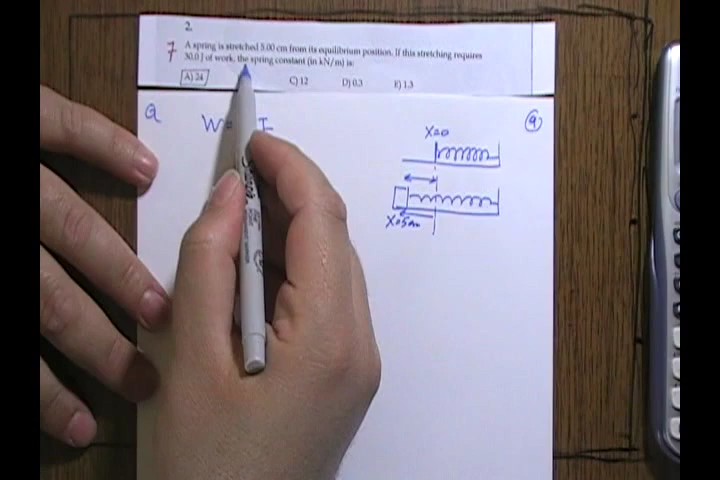 2
7 A spring is stretched 5.00 cm from its equilibrium position. If this stretching requires
30.0 J of work, the spring constant (in kN/m) is:
A) 24 C) 12 D) 0.3 E) 1.3
a
W=
X=0
X=5cm
a